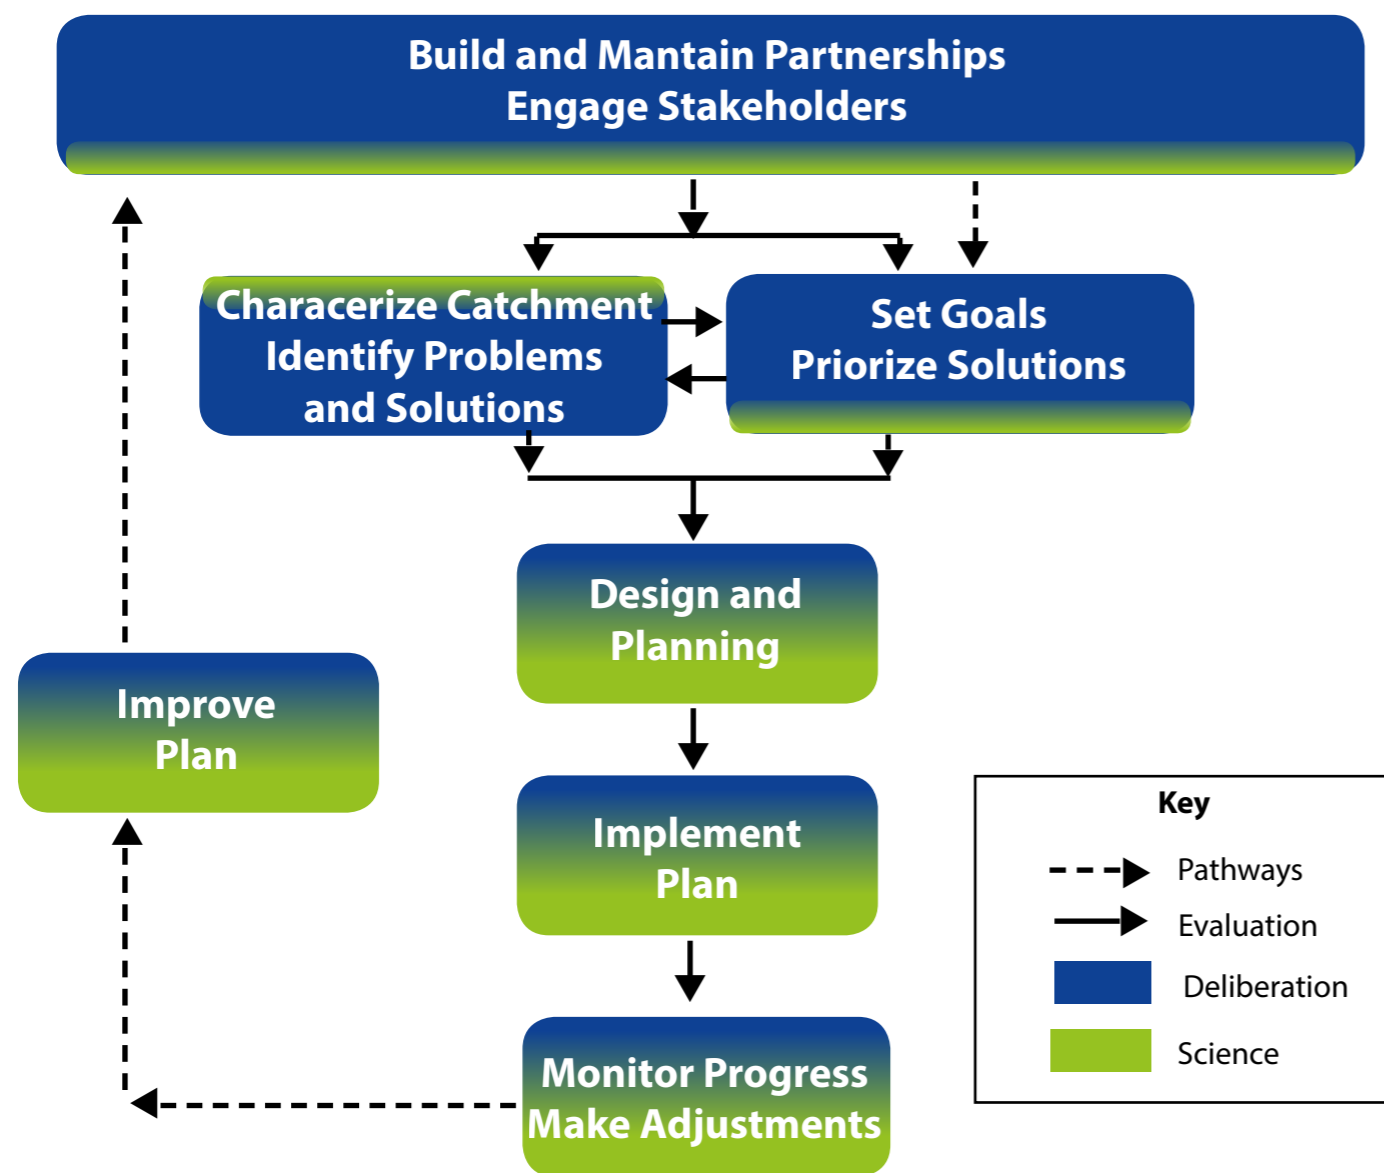 Build and Mantain Partnerships
Engage Stakeholders
Characerize Catchment
Identify Problems
and Solutions
Set Goals
Priorize Solutions
Design and
Planning
Improve
Plan
Implement
Plan
Monitor Progress
Make Adjustments
Key
Pathways
Evaluation
Deliberation
Science